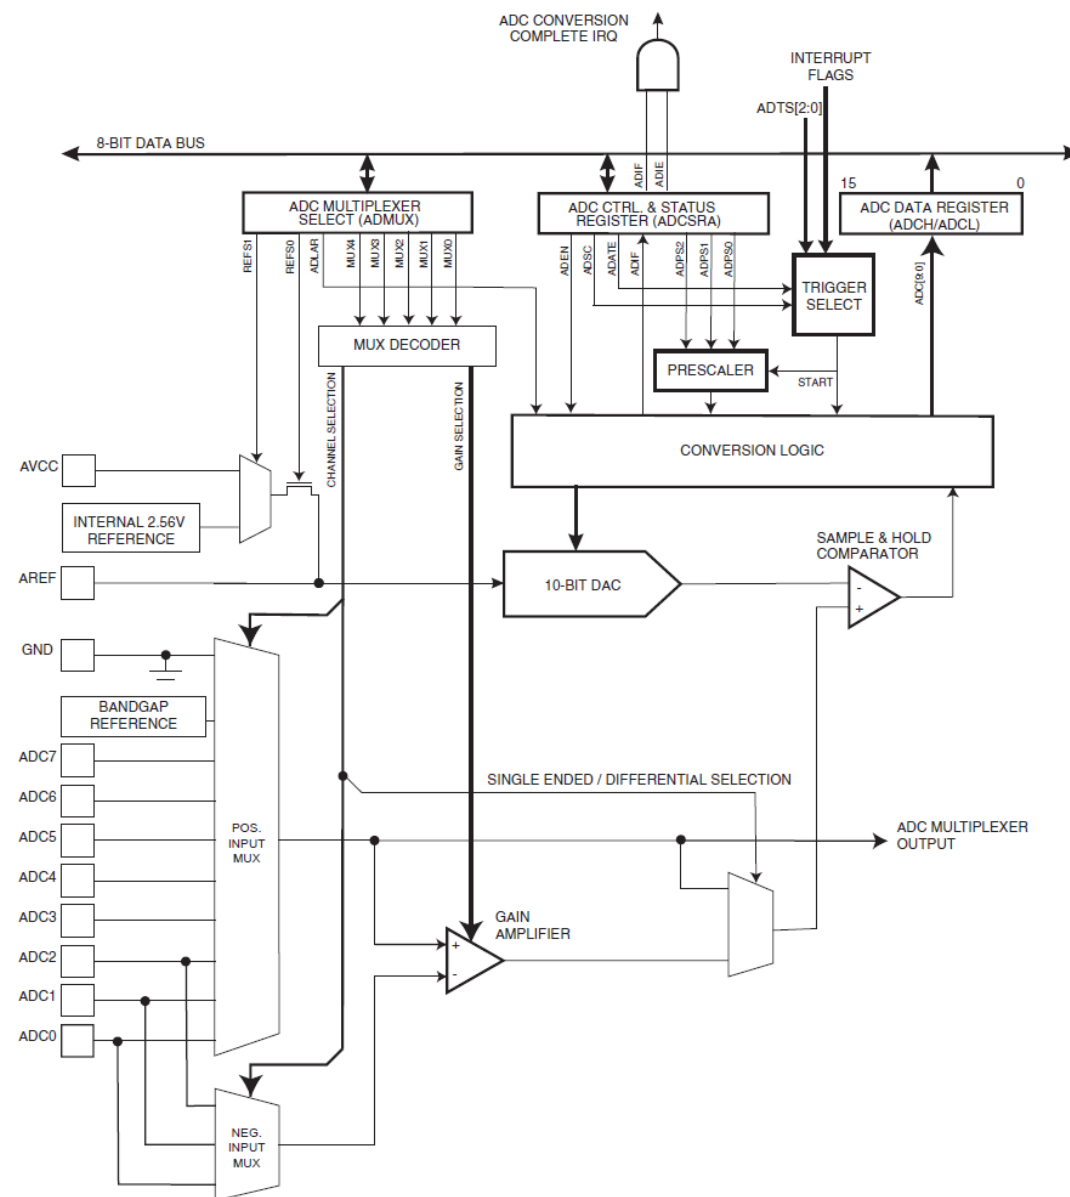 ADC CONVERSION
COMPLETE IRQ
INTERRUPT
FLAGS
ADTS[2:0]
8-BIT DATA BUS
ADIF
ADIE
15
0
ADC MULTIPLEXER
SELECT (ADMUX)
ADC CTRL. & STATUS
REGISTER (ADCSRA)
ADC DATA REGISTER
(ADCH/ADCL)
REFS1
REFS0
ADLAR
MUX4
MUX3
MUX2
MUX1
MUX0
ADEN
ADSC
ADATE
ADIF
ADPS2
ADPS1
ADPS0
ADC[9:0]
TRIGGER
SELECT
MUX DECODER
PRESCALER
START
CHANNEL SELECTION
GAIN SELECTION
CONVERSION LOGIC
AVCC
INTERNAL 2.56V
REFERENCE
SAMPLE & HOLD
COMPARATOR
AREF
10-BIT DAC
-
+
GND
BANDGAP
REFERENCE
ADC7
SINGLE ENDED / DIFFERENTIAL SELECTION
ADC6
ADC5
POS.
INPUT
MUX
ADC MULTIPLEXER
OUTPUT
ADC4
ADC3
GAIN
AMPLIFIER
+
-
ADC2
ADC1
ADC0
NEG.
INPUT
MUX